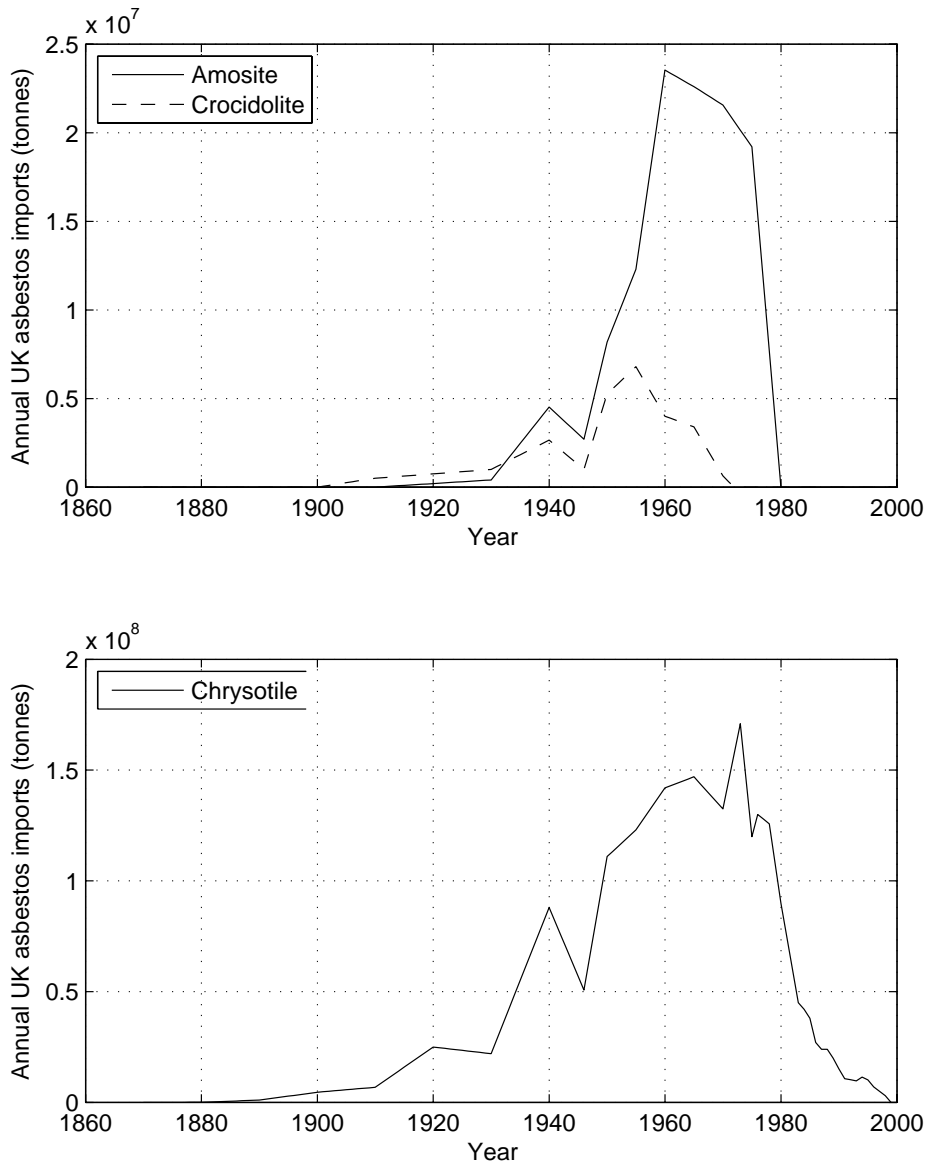 x 10^7
2.5
2
1.5
1
0.5
0
Annual UK asbestos imports (tonnes)
Amosite
Crocidolite
1860 1880 1900 1920 1940 1960 1980 2000
Year
x 10^8
2
1.5
1
0.5
0
Annual UK asbestos imports (tonnes)
Chrysotile
1860 1880 1900 1920 1940 1960 1980 2000
Year